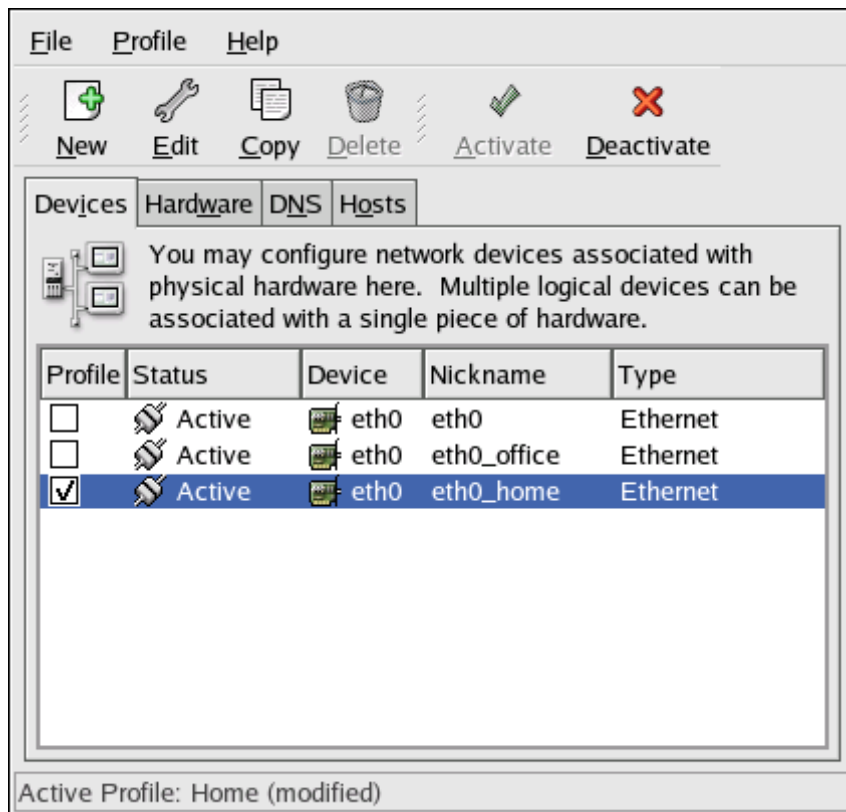 File Profile Help
New Edit Copy Delete Activate Deactivate
Devices Hardware DNS Hosts
You may configure network devices associated with
physical hardware here.  Multiple logical devices can be
associated with a single piece of hardware.
Profile Status Device Nickname Type
Active eth0 eth0 Ethernet
Active eth0 eth0_office Ethernet
Active eth0 eth0_home Ethernet
Active Profile: Home (modified)